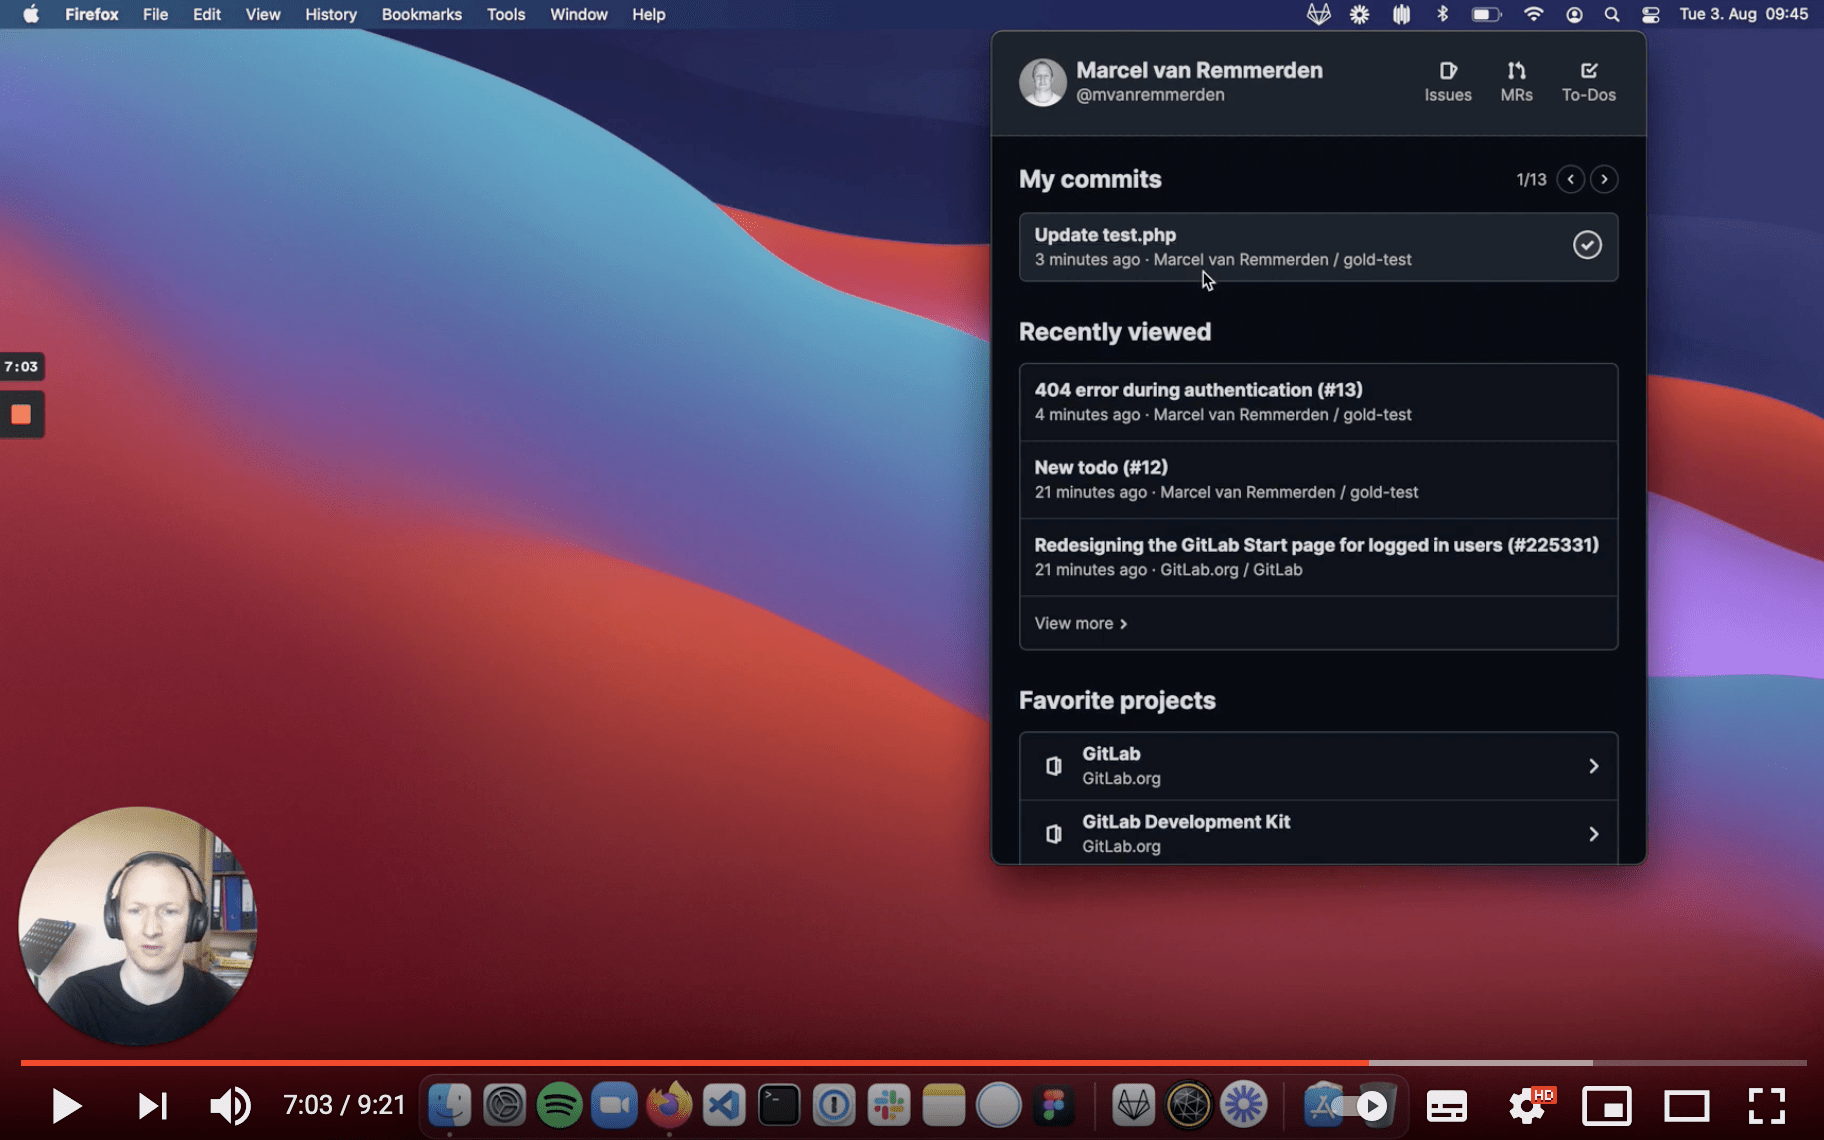 Firefox File Edit View History Bookmarks Tools Window Help
Tue 3. Aug 09:45
Marcel van Remmerden
@mvanremmerden
Issues
MRs
To-Dos
My commits
1/13
Update test.php
3 minutes ago · Marcel van Remmerden / gold-test
Recently viewed
404 error during authentication (#13)
4 minutes ago · Marcel van Remmerden / gold-test
New todo (#12)
21 minutes ago · Marcel van Remmerden / gold-test
Redesigning the GitLab Start page for logged in users (#225331)
21 minutes ago · GitLab.org / GitLab
View more
Favorite projects
GitLab
GitLab.org
GitLab Development Kit
GitLab.org
7:03
7:03 / 9:21
HD